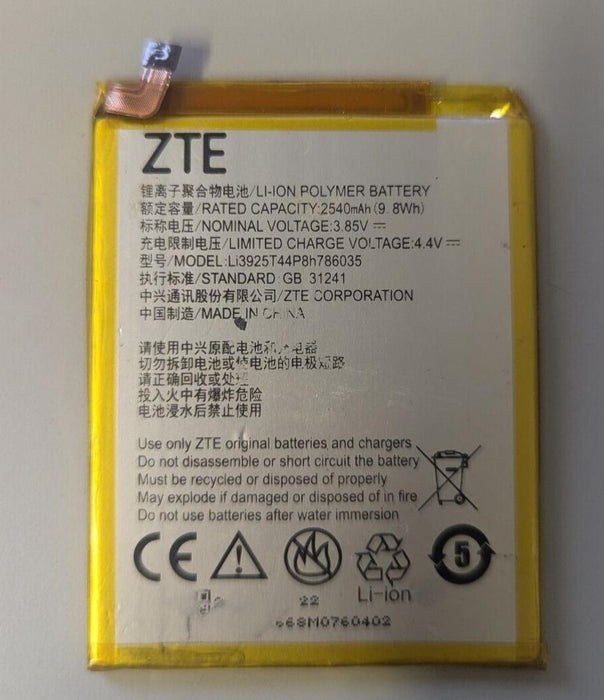 ZTE
锂离子聚合物电池/LI-ION POLYMER BATTERY
额定容量/RATED CAPACITY:2540mAh(9.8Wh)
标称电压/NOMINAL VOLTAGE:3.85V ⎓
充电限制电压/LIMITED CHARGE VOLTAGE:4.4V ⎓
型号/MODEL:Li3925T44P8h786035
执行标准/STANDARD:GB 31241
中兴通讯股份有限公司/ZTE CORPORATION
中国制造/MADE IN CHINA
请使用中兴原配电池和充电器
切勿拆卸电池或使电池的电极短路
请正确回收或处理
投入火中有爆炸危险
电池浸水后禁止使用
Use only ZTE original batteries and chargers
Do not disassemble or short circuit the battery
Must be recycled or disposed of properly
May explode if damaged or disposed of in fire
Do not use batteries after water immersion
CE 5
Li-ion
22
668M0760402